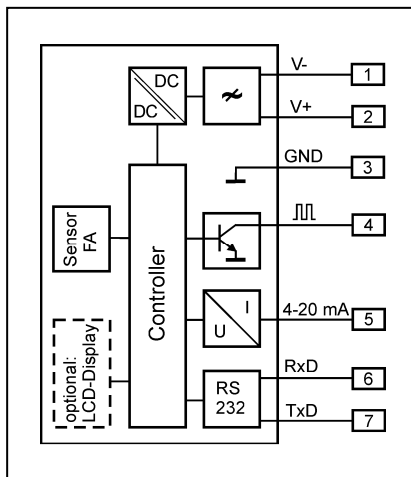 DC
DC
V-
1
V+
2
GND
3
4
Sensor
FA
Controller
U
I
4-20 mA
5
optional:
LCD-Display
RS
232
RxD
6
TxD
7